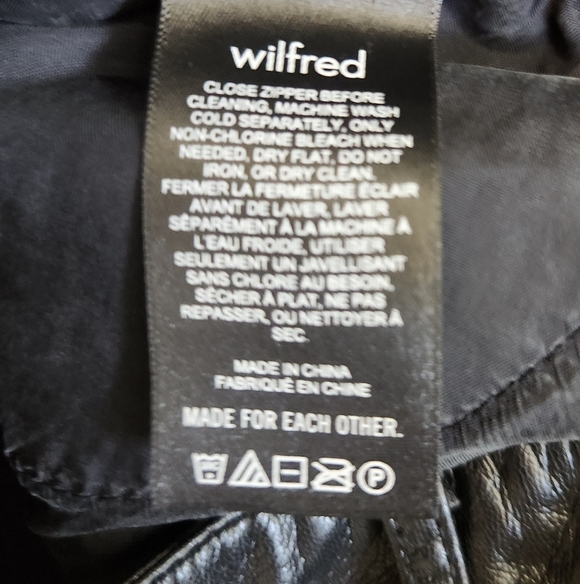 wilfred
CLOSE ZIPPER BEFORE
CLEANING, MACHINE WASH
COLD SEPARATELY. ONLY
NON-CHLORINE BLEACH WHEN
NEEDED, DRY FLAT. DO NOT
IRON, OR DRY CLEAN.
FERMER LA FERMETURE ÉCLAIR
AVANT DE LAVER, LAVER
SÉPARÉMENT À LA MACHINE À
L'EAU FROIDE, UTILISER
SEULEMENT UN JAVELLISANT
SANS CHLORE AU BESOIN.
SÉCHER À PLAT, NE PAS
REPASSER, OU NETTOYER À
SEC.
MADE IN CHINA
FABRIQUÉ EN CHINE
MADE FOR EACH OTHER.
P